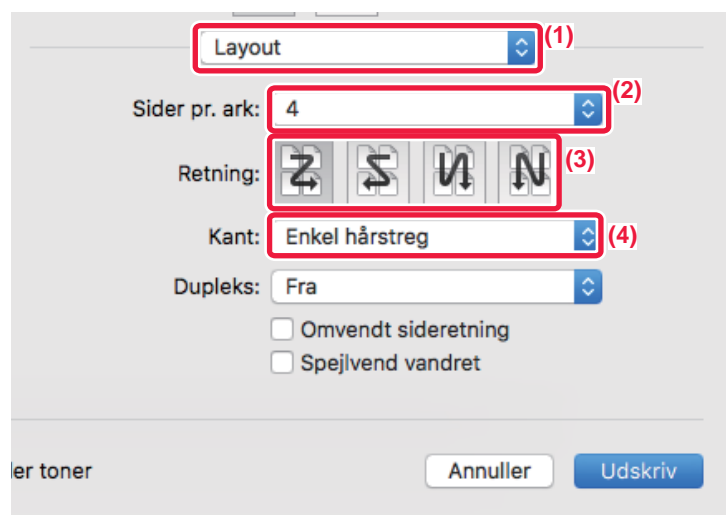 Layout (1)
Sider pr. ark: 4 (2)
Retning: (3)
Kant: Enkel hårstreg (4)
Dupleks: Fra
Omvendt sideretning
Spejlvend vandret
ler toner Annuller Udskriv